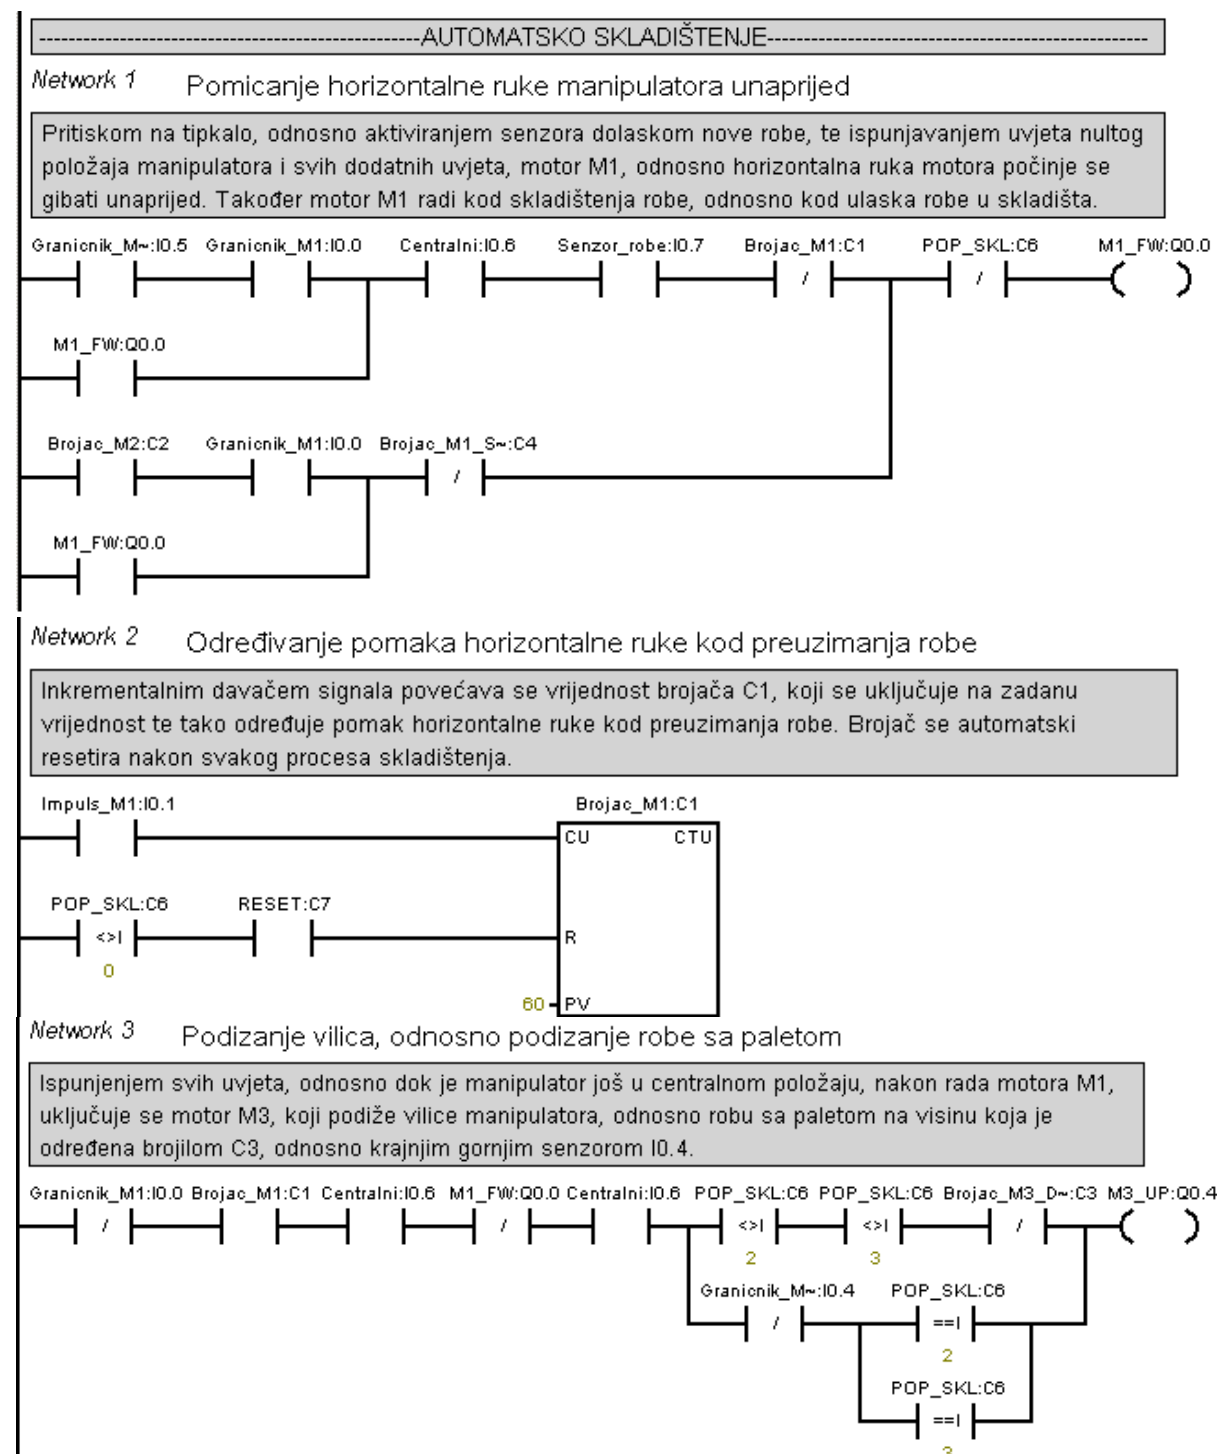 ----------------------------------------------------AUTOMATSKO SKLADIŠTENJE----------------------------------------------------
Network 1 Pomicanje horizontalne ruke manipulatora unaprijed
Pritiskom na tipkalo, odnosno aktiviranjem senzora dolaskom nove robe, te ispunjavanjem uvjeta nultog
položaja manipulatora i svih dodatnih uvjeta, motor M1, odnosno horizontalna ruka motora počinje se
gibati unaprijed. Također motor M1 radi kod skladištenja robe, odnosno kod ulaska robe u skladišta.
Granicnik_M~:I0.5 Granicnik_M1:I0.0 Centralni:I0.6 Senzor_robe:I0.7 Brojac_M1:C1 POP_SKL:C6 M1_FW:Q0.0
/ /
M1_FW:Q0.0
Brojac_M2:C2 Granicnik_M1:I0.0 Brojac_M1_S~:C4
/
M1_FW:Q0.0
Network 2 Određivanje pomaka horizontalne ruke kod preuzimanja robe
Inkrementalnim davačem signala povećava se vrijednost brojača C1, koji se uključuje na zadanu
vrijednost te tako određuje pomak horizontalne ruke kod preuzimanja robe. Brojač se automatski
resetira nakon svakog procesa skladištenja.
Impuls_M1:I0.1 Brojac_M1:C1
CU CTU
POP_SKL:C6 RESET:C7
<>I R
0
60 PV
Network 3 Podizanje vilica, odnosno podizanje robe sa paletom
Ispunjenjem svih uvjeta, odnosno dok je manipulator još u centralnom položaju, nakon rada motora M1,
uključuje se motor M3, koji podiže vilice manipulatora, odnosno robu sa paletom na visinu koja je
određena brojilom C3, odnosno krajnjim gornjim senzorom I0.4.
Granicnik_M1:I0.0 Brojac_M1:C1 Centralni:I0.6 M1_FW:Q0.0 Centralni:I0.6 POP_SKL:C6 POP_SKL:C6 Brojac_M3_D~:C3 M3_UP:Q0.4
/ / <>I <>I /
2 3
Granicnik_M~:I0.4 POP_SKL:C6
/ ==I
2
POP_SKL:C6
==I
3